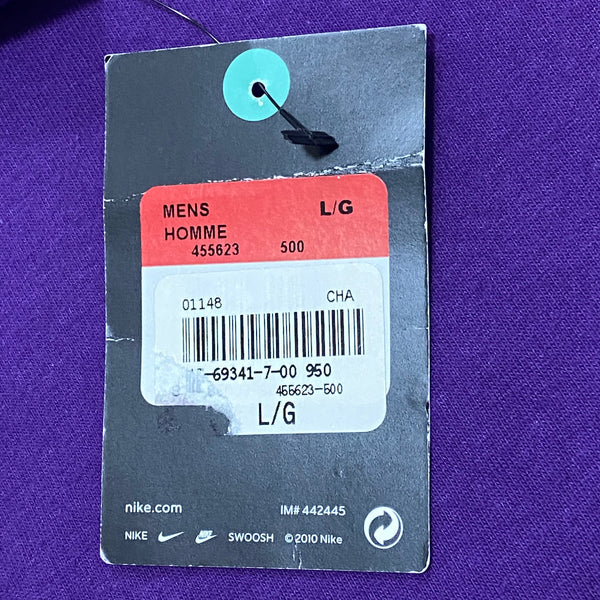 MENS L/G
HOMME
455623 500
01148 CHA
-69341-7-00 950
455623-500
L/G
nike.com IM# 442445
NIKE SWOOSH © 2010 Nike